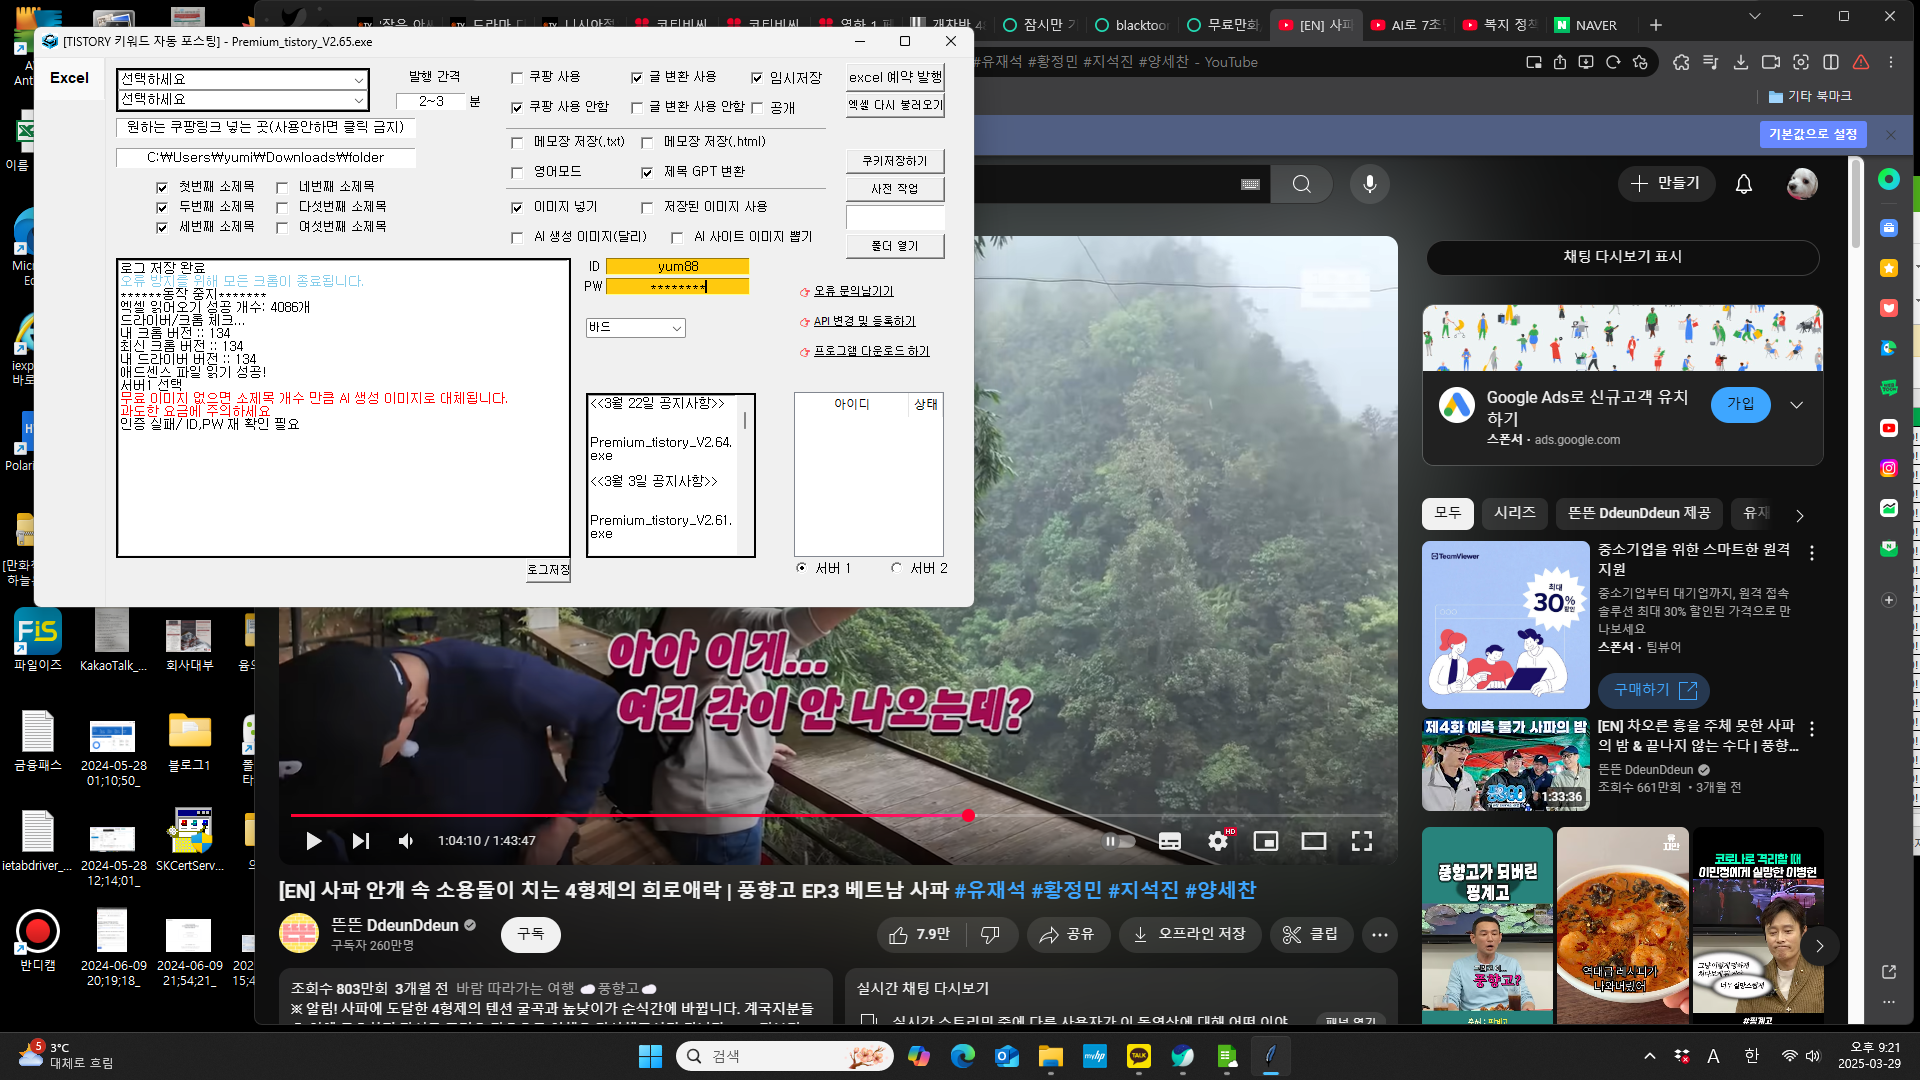 [TISTORY 키워드 자동 포스팅] - Premium_tistory_V2.65.exe
Excel
선택하세요
선택하세요
발행 간격
2~3 분
원하는 쿠팡링크 넣는 곳(사용안하면 클릭 금지)
C:₩Users₩yumi₩Downloads₩folder
첫번째 소제목
네번째 소제목
두번째 소제목
다섯번째 소제목
세번째 소제목
여섯번째 소제목
쿠팡 사용
글 변환 사용
임시저장
쿠팡 사용 안함
글 변환 사용 안함
공개
메모장 저장(.txt)
메모장 저장(.html)
영어모드
제목 GPT 변환
이미지 넣기
저장된 이미지 사용
AI 생성 이미지(달리)
AI 사이트 이미지 뽑기
excel 예약 발행
엑셀 다시 불러오기
쿠키저장하기
사전 작업
폴더 열기
로그 저장 완료
오류 방지를 위해 모든 크롬이 종료됩니다.
******동작 중지*******
엑셀 읽어오기 성공 개수: 4086개
드라이버/크롬 체크...
내 크롬 버전 :: 134
최신 크롬 버전 :: 134
내 드라이버 버전 :: 134
애드센스 파일 읽기 성공!
서버1 선택
무료 이미지 없으면 소제목 개수 만큼 AI 생성 이미지로 대체됩니다.
과도한 요금에 주의하세요
인증 실패/ ID,PW 재 확인 필요
로그저장
ID yum88
PW ********
바드
오류 문의남기기
API 변경 및 등록하기
프로그램 다운로드 하기
<<3월 22일 공지사항>>
Premium_tistory_V2.64.
exe
<<3월 3일 공지사항>>
Premium_tistory_V2.61.
exe
아이디 상태
서버 1
서버 2
잠시만
blacktoon
무료만화
[EN] 사파
AI로 7초
복지 정책
NAVER
#유재석 #황정민 #지석진 #양세찬 - YouTube
기타 북마크
기본값으로 설정
만들기
채팅 다시보기 표시
Google Ads로 신규고객 유치
하기
스폰서 · ads.google.com
가입
모두
시리즈
뜬뜬 DdeunDdeun 제공
유재
TeamViewer
최대
30%
할인
중소기업을 위한 스마트한 원격
지원
중소기업부터 대기업까지, 원격 접속
솔루션 최대 30% 할인된 가격으로 만
나보세요
스폰서 · 팀뷰어
구매하기
제4화 예측 불가 사파의 밤
1:33:36
[EN] 차오른 흥을 주체 못한 사파
의 밤 & 끝나지 않는 수다 | 풍향...
뜬뜬 DdeunDdeun
조회수 661만회 · 3개월 전
풍향고가 되버린
핑계고
풍향고?
역대급 레시피가
나와버렸어
코로나로 격리할 때
이민정에게 실망한 이병헌
#핑계고
아아 이게...
여긴 각이 안 나오는데?
1:04:10 / 1:43:47
HD
[EN] 사파 안개 속 소용돌이 치는 4형제의 희로애락 | 풍향고 EP.3 베트남 사파 #유재석 #황정민 #지석진 #양세찬
뜬뜬 DdeunDdeun
구독자 260만명
구독
7.9만
공유
오프라인 저장
클립
조회수 803만회 3개월 전 바람 따라가는 여행 ☁풍향고☁
※ 알림! 사파에 도달한 4형제의 텐션 굴곡과 높낮이가 순식간에 바뀝니다. 계국지분들
실시간 채팅 다시보기
파일이즈
KakaoTalk_...
회사대부
금융패스
2024-05-28
01;10;50_
블로그1
ietabdriver_...
2024-05-28
12;14;01_
SKCertServ...
반디캠
2024-06-09
20;19;18_
2024-06-09
21;54;21_
5
3°C
대체로 흐림
검색
A
한
오후 9:21
2025-03-29